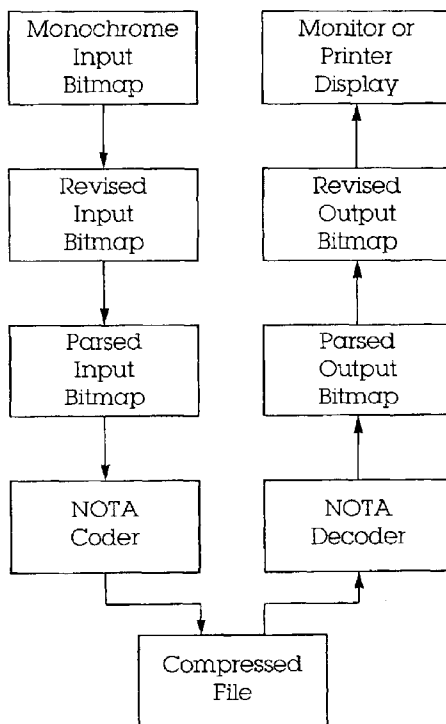 Monochrome
Input
Bitmap
Revised
Input
Bitmap
Parsed
Input
Bitmap
NOTA
Coder
Compressed
File
NOTA
Decoder
Parsed
Output
Bitmap
Revised
Output
Bitmap
Monitor or
Printer
Display